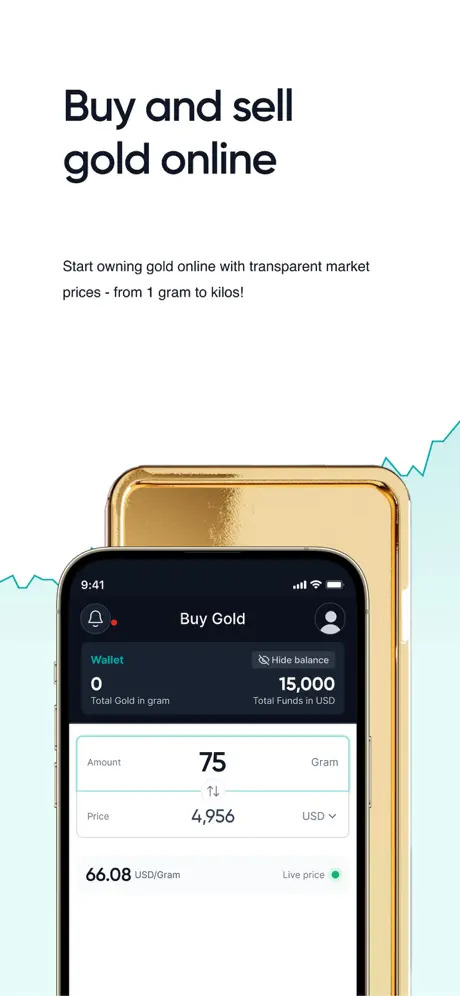 Buy and sell
gold online
Start owning gold online with transparent market
prices - from 1 gram to kilos!
9:41
Buy Gold
Wallet
Hide balance
0
15,000
Total Gold in gram
Total Funds in USD
Amount
75
Gram
Price
4,956
USD
66.08 USD/Gram
Live price